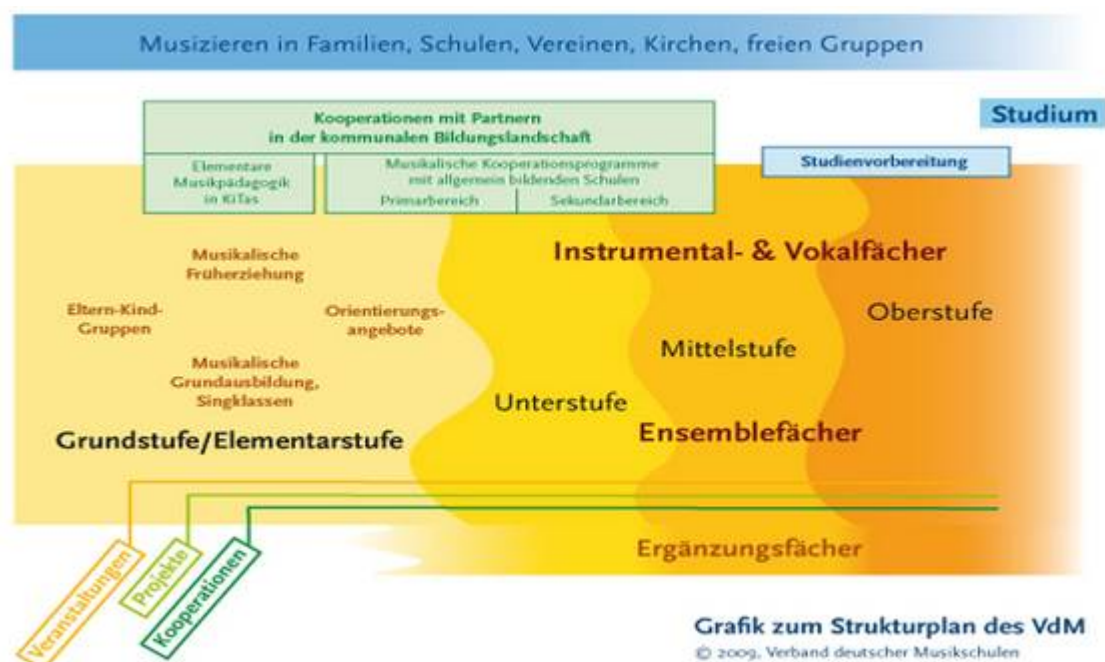 Musizieren in Familien, Schulen, Vereinen, Kirchen, freien Gruppen
Studium
Kooperationen mit Partnern
in der kommunalen Bildungslandschaft
Elementare
Musikpädagogik
in KiTas
Musikalische Kooperationsprogramme
mit allgemein bildenden Schulen
Primarbereich
Sekundarbereich
Studienvorbereitung
Musikalische
Früherziehung
Instrumental- & Vokalfächer
Eltern-Kind-
Gruppen
Orientierungs-
angebote
Oberstufe
Mittelstufe
Musikalische
Grundausbildung,
Singklassen
Unterstufe
Grundstufe/Elementarstufe
Ensemblefächer
Veranstaltungen
Projekte
Kooperationen
Ergänzungsfächer
Grafik zum Strukturplan des VdM
© 2009, Verband deutscher Musikschulen